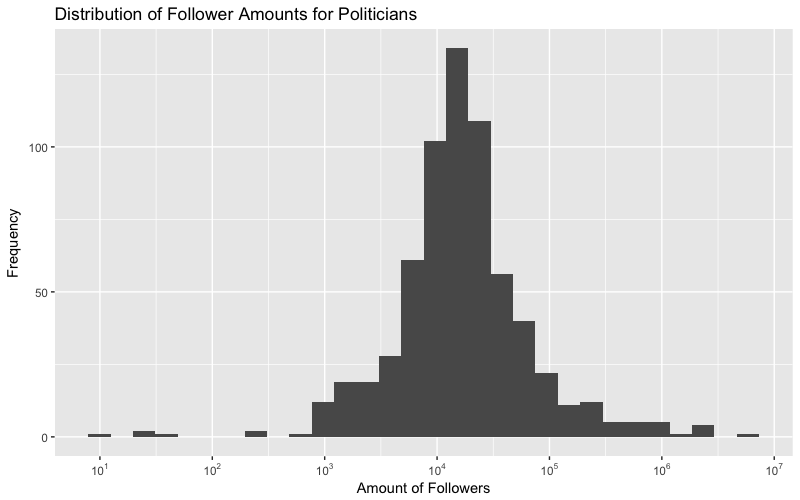 Distribution of Follower Amounts for Politicians
Frequency
100
50
0
10¹ 10² 10³ 10⁴ 10⁵ 10⁶ 10⁷
Amount of Followers